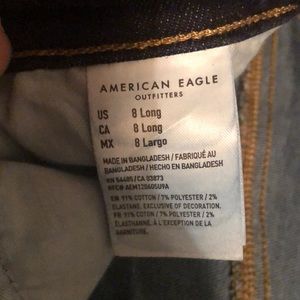 AMERICAN EAGLE
OUTFITTERS
US 8 Long
CA 8 Long
MX 8 Largo
MADE IN BANGLADESH / FABRIQUÉ AU
BANGLADESH / HECHO EN BANGLADESH
RN 54485/CA 03873
RFC# AEM120605U9A
EN: 91% COTTON / 7% POLYESTER / 2%
ELASTANE. EXCLUSIVE OF DECORATION.
FR: 91% COTON / 7% POLYESTER / 2%
ÉLASTHANNE. À L'EXCEPTION DE LA
GARNITURE.